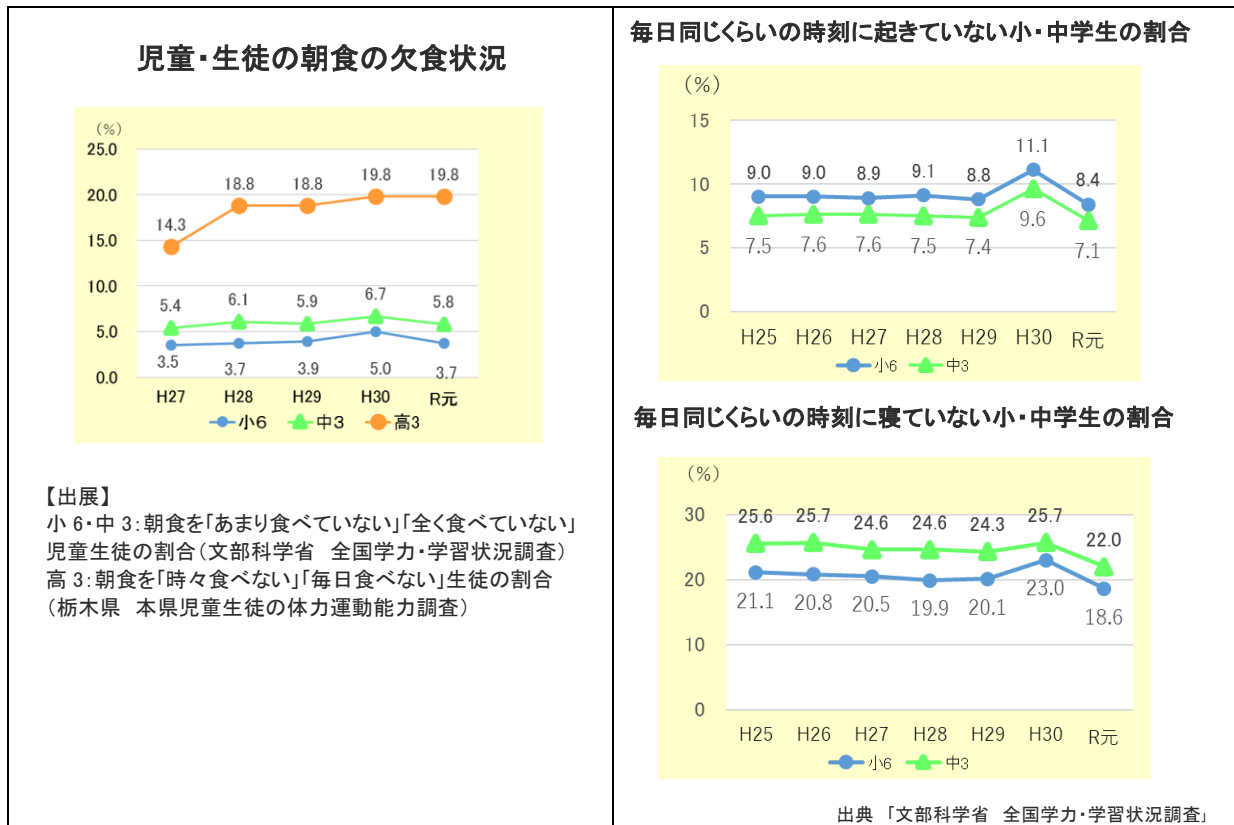 児童・生徒の朝食の欠食状況
(%)
25.0
20.0
15.0
10.0
5.0
0.0
14.3 18.8 18.8 19.8 19.8
5.4 6.1 5.9 6.7 5.8
3.5 3.7 3.9 5.0 3.7
H27 H28 H29 H30 R元
小6 中3 高3
【出展】
小6・中3:朝食を「あまり食べていない」「全く食べていない」
児童生徒の割合(文部科学省 全国学力・学習状況調査)
高3:朝食を「時々食べない」「毎日食べない」生徒の割合
(栃木県 本県児童生徒の体力運動能力調査)
毎日同じくらいの時刻に起きていない小・中学生の割合
(%)
15
10
5
0
9.0 9.0 8.9 9.1 8.8 11.1 8.4
7.5 7.6 7.6 7.5 7.4 9.6 7.1
H25 H26 H27 H28 H29 H30 R元
小6 中3
毎日同じくらいの時刻に寝ていない小・中学生の割合
(%)
30
20
10
0
25.6 25.7 24.6 24.6 24.3 25.7 22.0
21.1 20.8 20.5 19.9 20.1 23.0 18.6
H25 H26 H27 H28 H29 H30 R元
小6 中3
出典 「文部科学省 全国学力・学習状況調査」